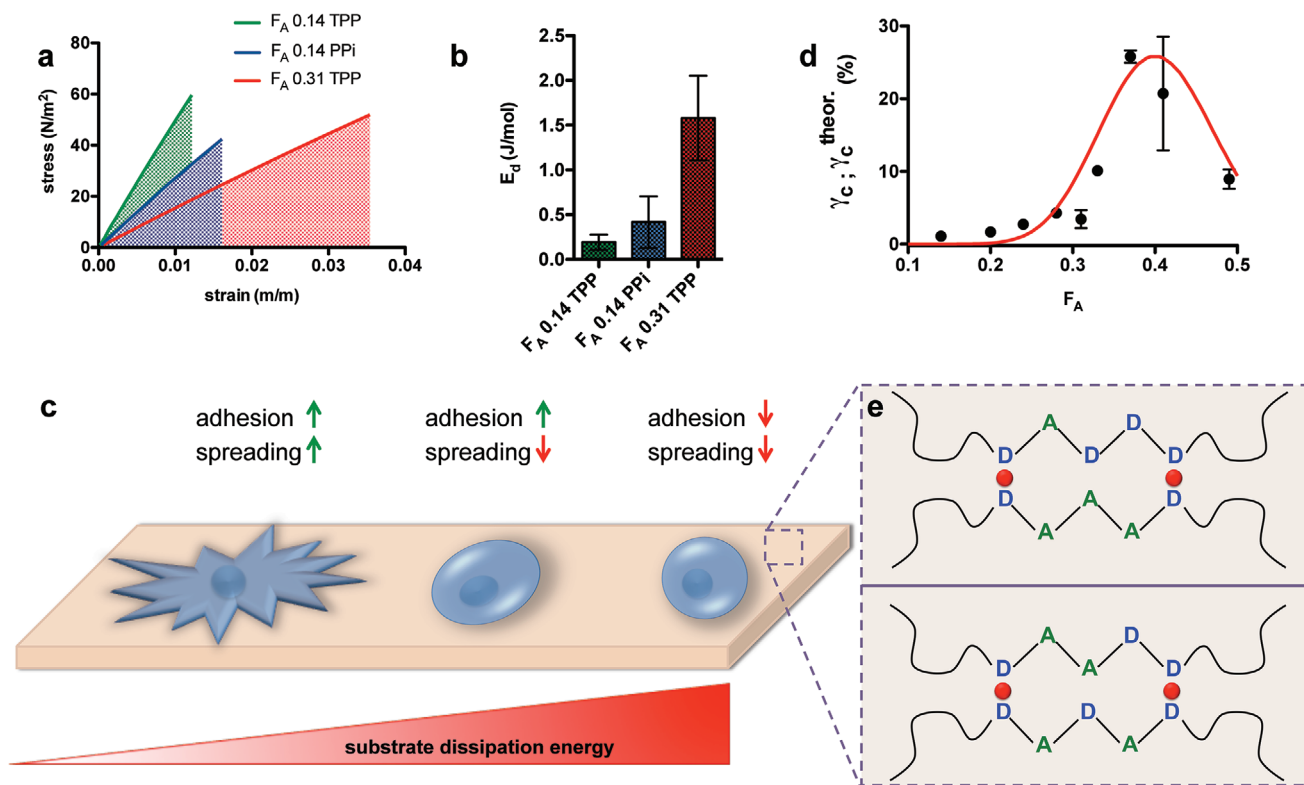 a
F_A 0.14 TPP
F_A 0.14 PPi
F_A 0.31 TPP
stress (N/m²)
80
60
40
20
0
0.00 0.01 0.02 0.03 0.04
strain (m/m)
b
E_d (J/mol)
2.5
2.0
1.5
1.0
0.5
0.0
F_A 0.14 TPP
F_A 0.14 PPi
F_A 0.31 TPP
d
γ_c ; γ_c^theor. (%)
30
20
10
0
0.1 0.2 0.3 0.4 0.5
F_A
c
adhesion ↑
spreading ↑
adhesion ↑
spreading ↓
adhesion ↓
spreading ↓
substrate dissipation energy
e
A D
D D D
D A D
A A
A D
D A D
D D D
A A